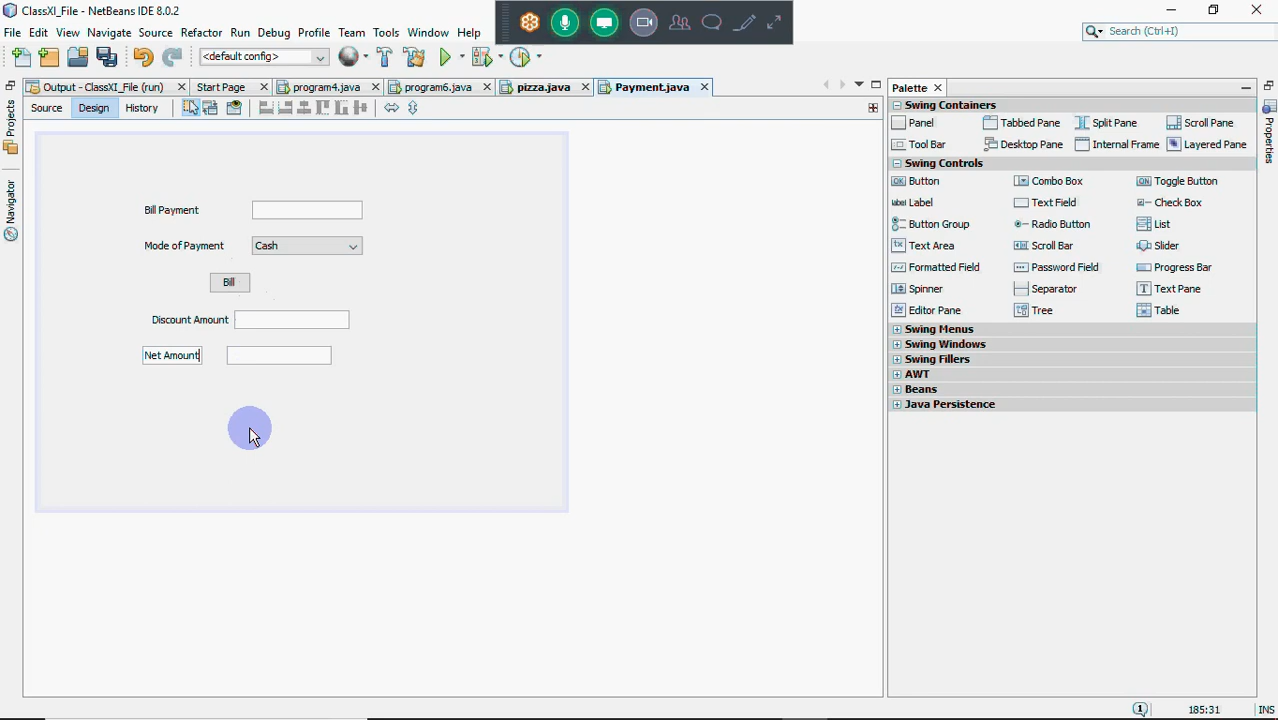 ClassXI_File - NetBeans IDE 8.0.2
File Edit View Navigate Source Refactor Run Debug Profile Team Tools Window Help
Search (Ctrl+I)
<default config>
Output - ClassXI_File (run) Start Page program4.java program6.java pizza.java Payment.java
Source Design History
Projects
Navigator
Bill Payment
Mode of Payment Cash
Bill
Discount Amount
Net Amount
Palette
Swing Containers
Panel Tabbed Pane Split Pane Scroll Pane
Tool Bar Desktop Pane Internal Frame Layered Pane
Swing Controls
OK Button Combo Box ON Toggle Button
label Label Text Field Check Box
Button Group Radio Button List
Text Area Scroll Bar Slider
Formatted Field Password Field Progress Bar
Spinner Separator T Text Pane
Editor Pane Tree Table
Swing Menus
Swing Windows
Swing Fillers
AWT
Beans
Java Persistence
Properties
1 185:31 INS